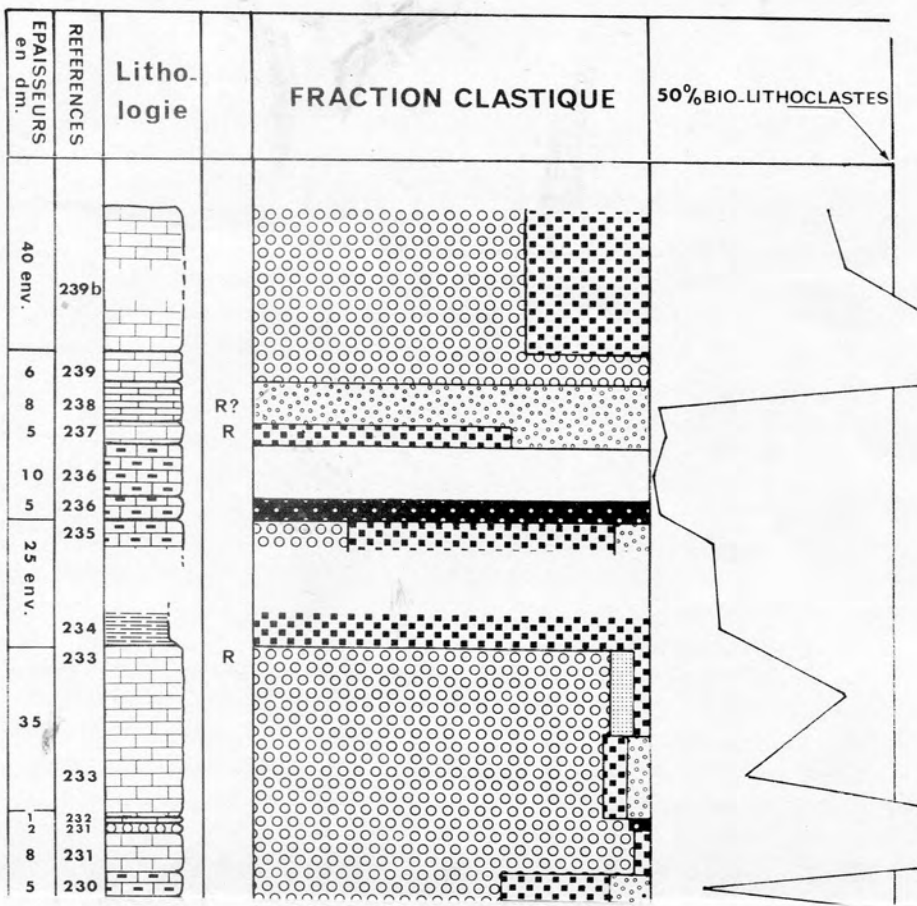 EPAISSEURS
en dm.
REFERENCES
Litho-
logie
FRACTION CLASTIQUE
50% BIO-LITHOCLASTES
40 env.
239b
6
239
8
238
R?
5
237
R
10
236
5
236
25 env.
235
234
233
R
35
233
1
232
2
231
8
231
5
230